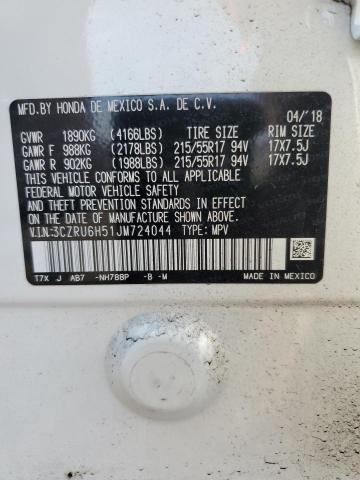 MFD.BY HONDA DE MEXICO S.A. DE C.V.
04/18
GVWR 1890KG (4166LBS) TIRE SIZE RIM SIZE
GAWR F 988KG (2178LBS) 215/55R17 94V 17X7.5J
GAWR R 902KG (1988LBS) 215/55R17 94V 17X7.5J
THIS VEHICLE CONFORMS TO ALL APPLICABLE
FEDERAL MOTOR VEHICLE SAFETY AND THEFT
PREVENTION STANDARDS IN EFFECT ON THE DATE
OF MANUFACTURE SHOWN ABOVE.
V.I.N:3CZRU6H51JM724044 TYPE: MPV
T7X J AB7 -NH788P -B -M
MADE IN MEXICO